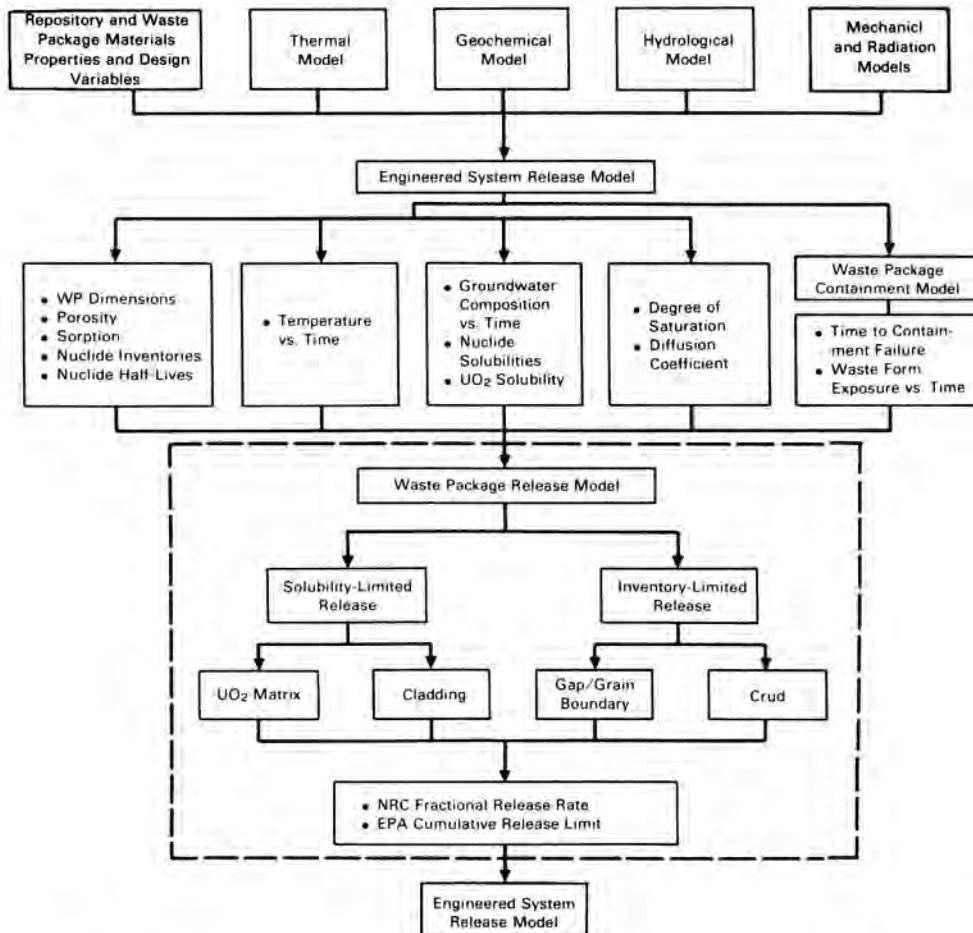 Repository and Waste
Package Materials
Properties and Design
Variables
Thermal
Model
Geochemical
Model
Hydrological
Model
Mechanicl
and Radiation
Models
Engineered System Release Model
• WP Dimensions
• Porosity
• Sorption
• Nuclide Inventories
• Nuclide Half-Lives
• Temperature
vs. Time
• Groundwater
Composition
vs. Time
• Nuclide
Solubilities
• UO₂ Solubility
• Degree of
Saturation
• Diffusion
Coefficient
Waste Package
Containment Model
• Time to Contain-
ment Failure
• Waste Form
Exposure vs. Time
Waste Package Release Model
Solubility-Limited
Release
Inventory-Limited
Release
UO₂ Matrix
Cladding
Gap/Grain
Boundary
Crud
• NRC Fractional Release Rate
• EPA Cumulative Release Limit
Engineered System
Release Model